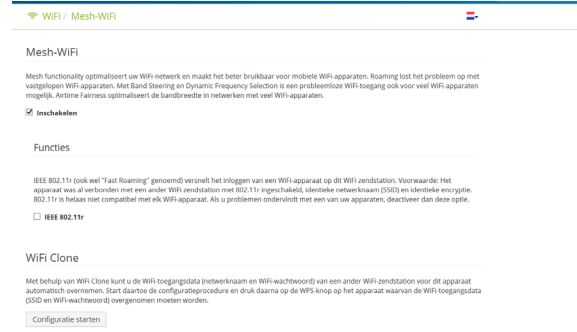 WiFi / Mesh-WiFi
Mesh-WiFi
Mesh functionality optimaliseert uw WiFi-netwerk en maakt het beter bruikbaar voor mobiele WiFi-apparaten. Roaming lost het probleem op met
vastgelopen WiFi-apparaten. Met Band Steering en Dynamic Frequency Selection is een probleemloze WiFi-toegang ook voor veel WiFi-apparaten
mogelijk. Airtime Fairness optimaliseert de bandbreedte in netwerken met veel WiFi-apparaten.
Inschakelen
Functies
IEEE 802.11r (ook wel "Fast Roaming" genoemd) versnelt het inloggen van een WiFi-apparaat op dit WiFi zendstation. Voorwaarde: Het
apparaat was al verbonden met een ander WiFi zendstation met 802.11r ingeschakeld, identieke netwerknaam (SSID) en identieke encryptie.
802.11r is helaas niet compatibel met elk WiFi-apparaat. Als u problemen ondervindt met een van uw apparaten, deactiveer dan deze optie.
IEEE 802.11r
WiFi Clone
Met behulp van WiFi Clone kunt u de WiFi-toegangsdata (netwerknaam en WiFi-wachtwoord) van een ander WiFi-zendstation voor dit apparaat
automatisch overnemen. Start daartoe de configuratieprocedure en druk daarna op de WPS-knop op het apparaat waarvan de WiFi-toegangsdata
(SSID en WiFi-wachtwoord) overgenomen moeten worden.
Configuratie starten